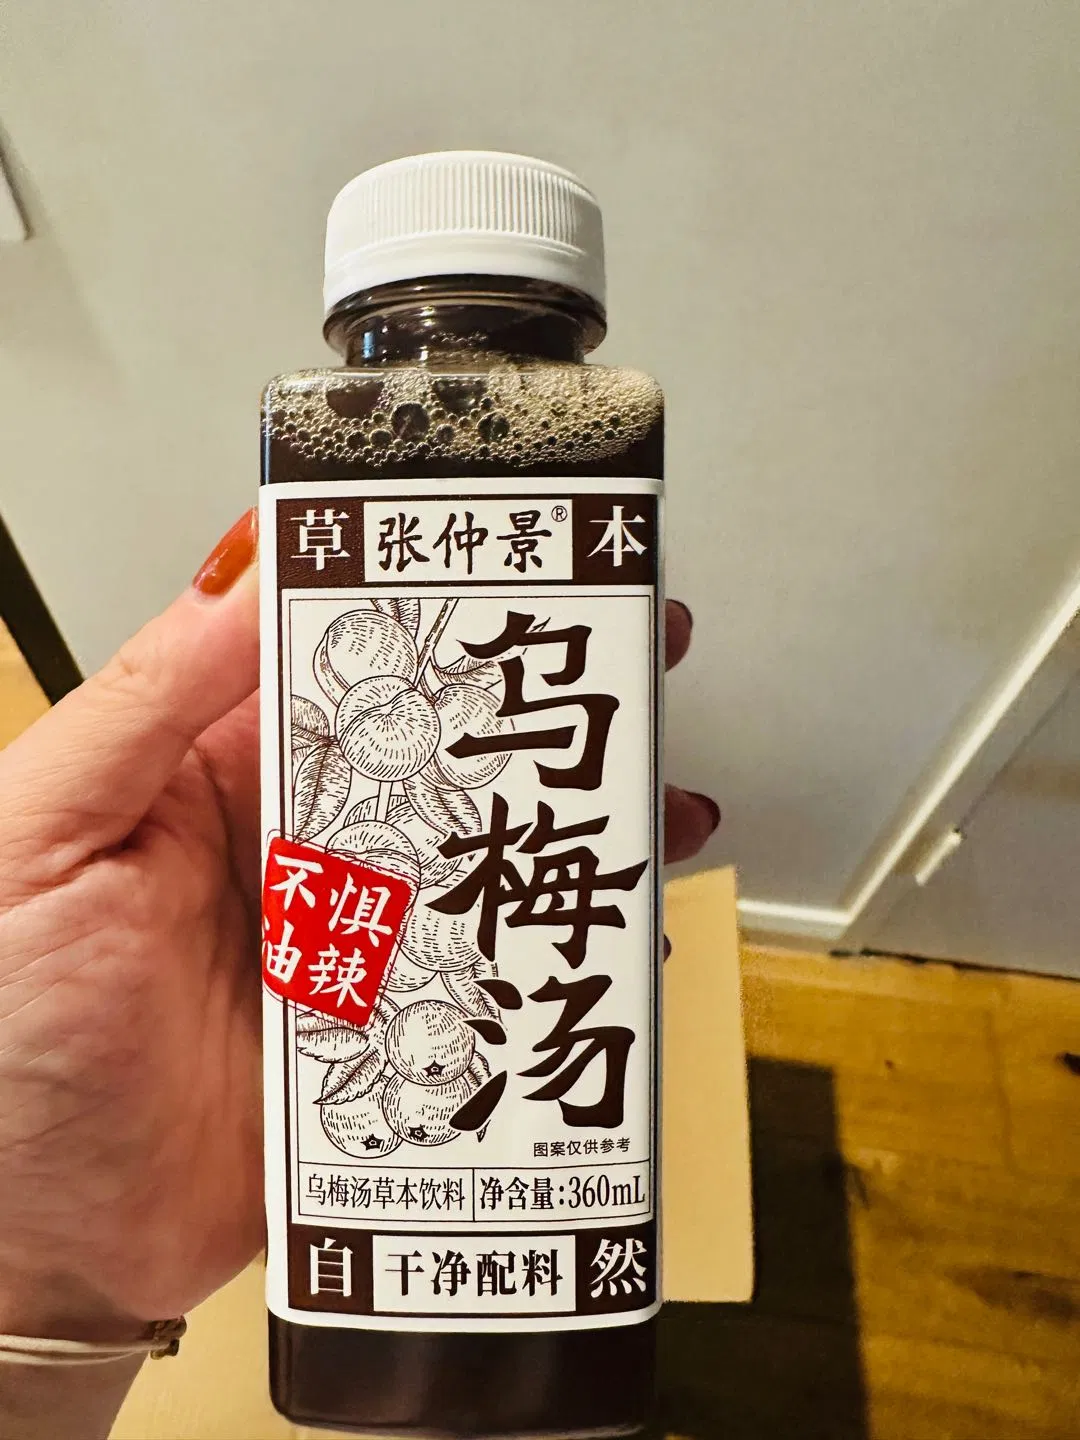 草 张仲景® 本
乌梅汤
不惧
油辣
图案仅供参考
乌梅汤草本饮料 净含量:360mL
自 干净配料 然